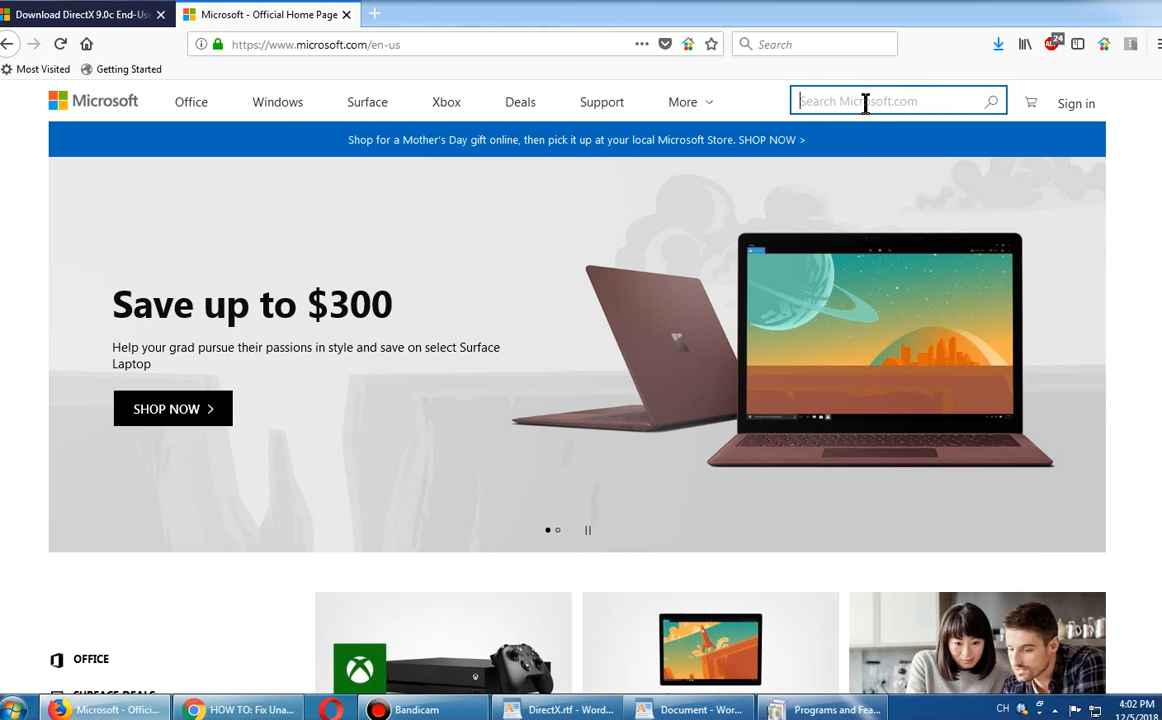 Download DirectX 9.0c End-Use
Microsoft - Official Home Page
https://www.microsoft.com/en-us
Search
24
Most Visited
Getting Started
Microsoft
Office
Windows
Surface
Xbox
Deals
Support
More
Search Microsoft.com
Sign in
Shop for a Mother's Day gift online, then pick it up at your local Microsoft Store. SHOP NOW >
Save up to $300
Help your grad pursue their passions in style and save on select Surface
Laptop
SHOP NOW >
OFFICE
SURFACE DEALS
Microsoft - Offici...
HOW TO: Fix Una...
Bandicam
DirectX.rtf - Word...
Document - Wor...
Programs and Fea...
CH
4:02 PM
12/5/2018